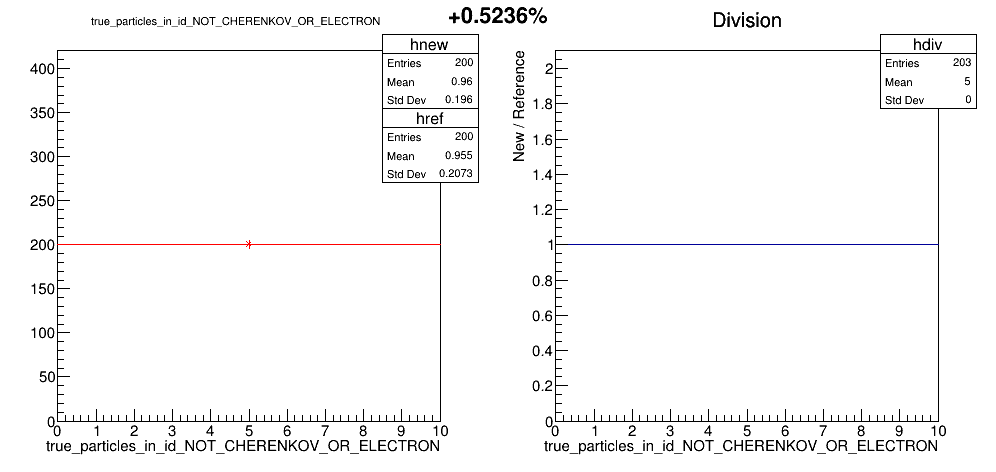 +0.5236%
true_particles_in_id_NOT_CHERENKOV_OR_ELECTRON
hnew
Entries 200
Mean 0.96
Std Dev 0.196
href
Entries 200
Mean 0.955
Std Dev 0.2073
400
350
300
250
200
150
100
50
0
0 1 2 3 4 5 6 7 8 9 10
true_particles_in_id_NOT_CHERENKOV_OR_ELECTRON
Division
hdiv
Entries 203
Mean 5
Std Dev 0
New / Reference
2
1.8
1.6
1.4
1.2
1
0.8
0.6
0.4
0.2
0
0 1 2 3 4 5 6 7 8 9 10
true_particles_in_id_NOT_CHERENKOV_OR_ELECTRON